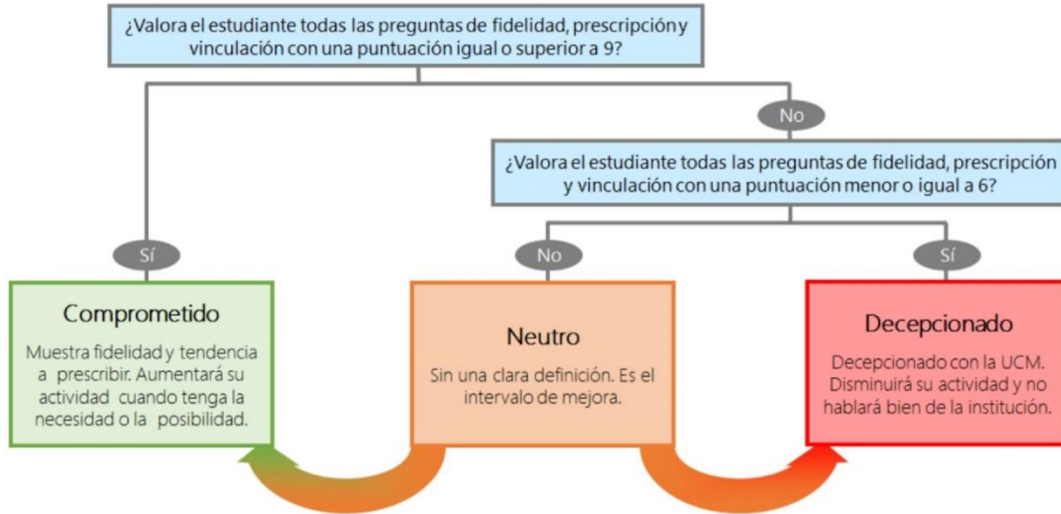 ¿Valora el estudiante todas las preguntas de fidelidad, prescripción y
vinculación con una puntuación igual o superior a 9?
No
¿Valora el estudiante todas las preguntas de fidelidad, prescripción
y vinculación con una puntuación menor o igual a 6?
Sí
No
Sí
Comprometido
Muestra fidelidad y tendencia
a prescribir. Aumentará su
actividad cuando tenga la
necesidad o la posibilidad.
Neutro
Sin una clara definición. Es el
intervalo de mejora.
Decepcionado
Decepcionado con la UCM.
Disminuirá su actividad y no
hablará bien de la institución.